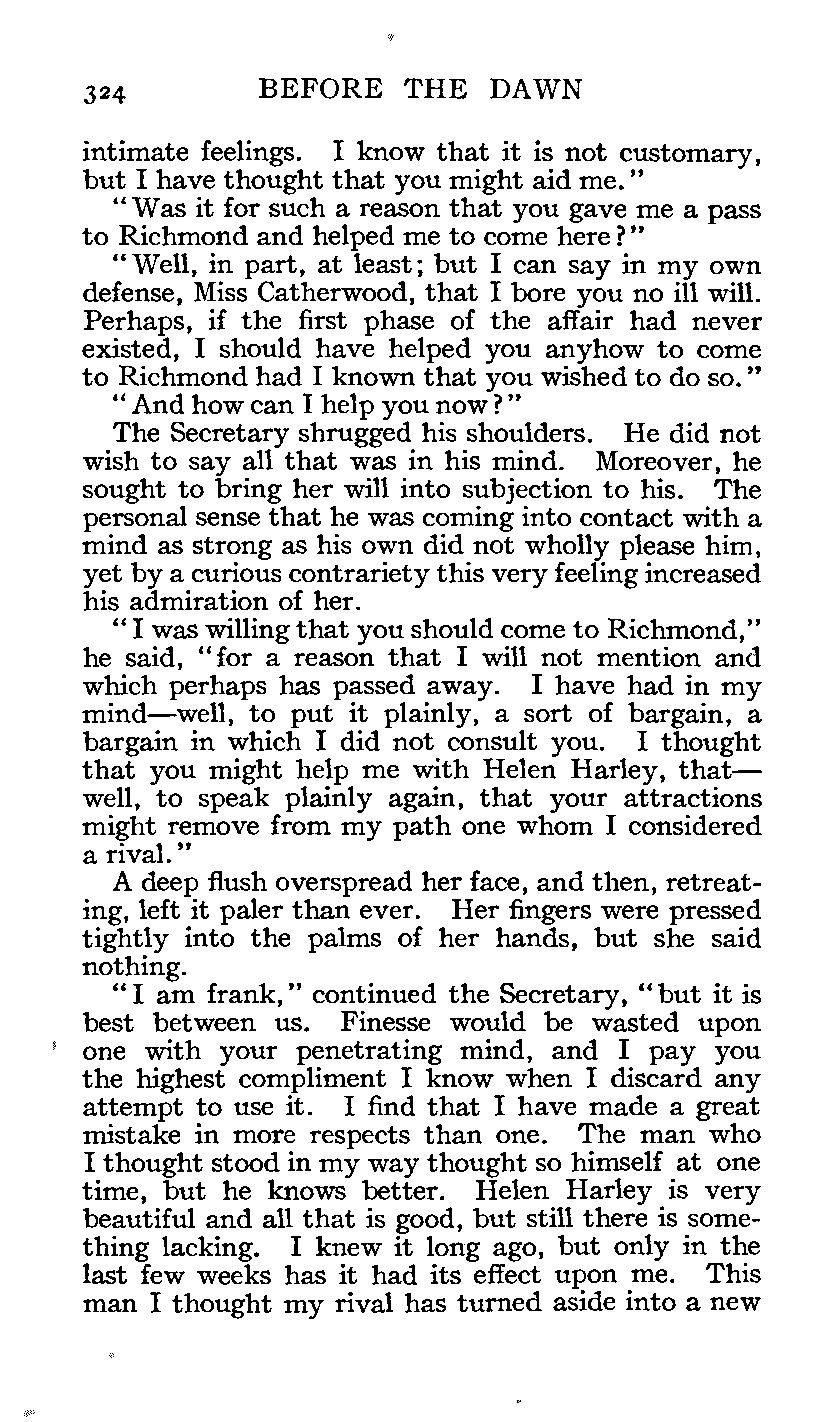 324 BEFORE THE DAWN
intimate feelings. I know that it is not customary,
but I have thought that you might aid me."
"Was it for such a reason that you gave me a pass
to Richmond and helped me to come here?"
"Well, in part, at least; but I can say in my own
defense, Miss Catherwood, that I bore you no ill will.
Perhaps, if the first phase of the affair had never
existed, I should have helped you anyhow to come
to Richmond had I known that you wished to do so."
"And how can I help you now?"
The Secretary shrugged his shoulders. He did not
wish to say all that was in his mind. Moreover, he
sought to bring her will into subjection to his. The
personal sense that he was coming into contact with a
mind as strong as his own did not wholly please him,
yet by a curious contrariety this very feeling increased
his admiration of her.
"I was willing that you should come to Richmond,"
he said, "for a reason that I will not mention and
which perhaps has passed away. I have had in my
mind—well, to put it plainly, a sort of bargain, a
bargain in which I did not consult you. I thought
that you might help me with Helen Harley, that—
well, to speak plainly again, that your attractions
might remove from my path one whom I considered
a rival."
A deep flush overspread her face, and then, retreat-
ing, left it paler than ever. Her fingers were pressed
tightly into the palms of her hands, but she said
nothing.
"I am frank," continued the Secretary, "but it is
best between us. Finesse would be wasted upon
one with your penetrating mind, and I pay you
the highest compliment I know when I discard any
attempt to use it. I find that I have made a great
mistake in more respects than one. The man who
I thought stood in my way thought so himself at one
time, but he knows better. Helen Harley is very
beautiful and all that is good, but still there is some-
thing lacking. I knew it long ago, but only in the
last few weeks has it had its effect upon me. This
man I thought my rival has turned aside into a new